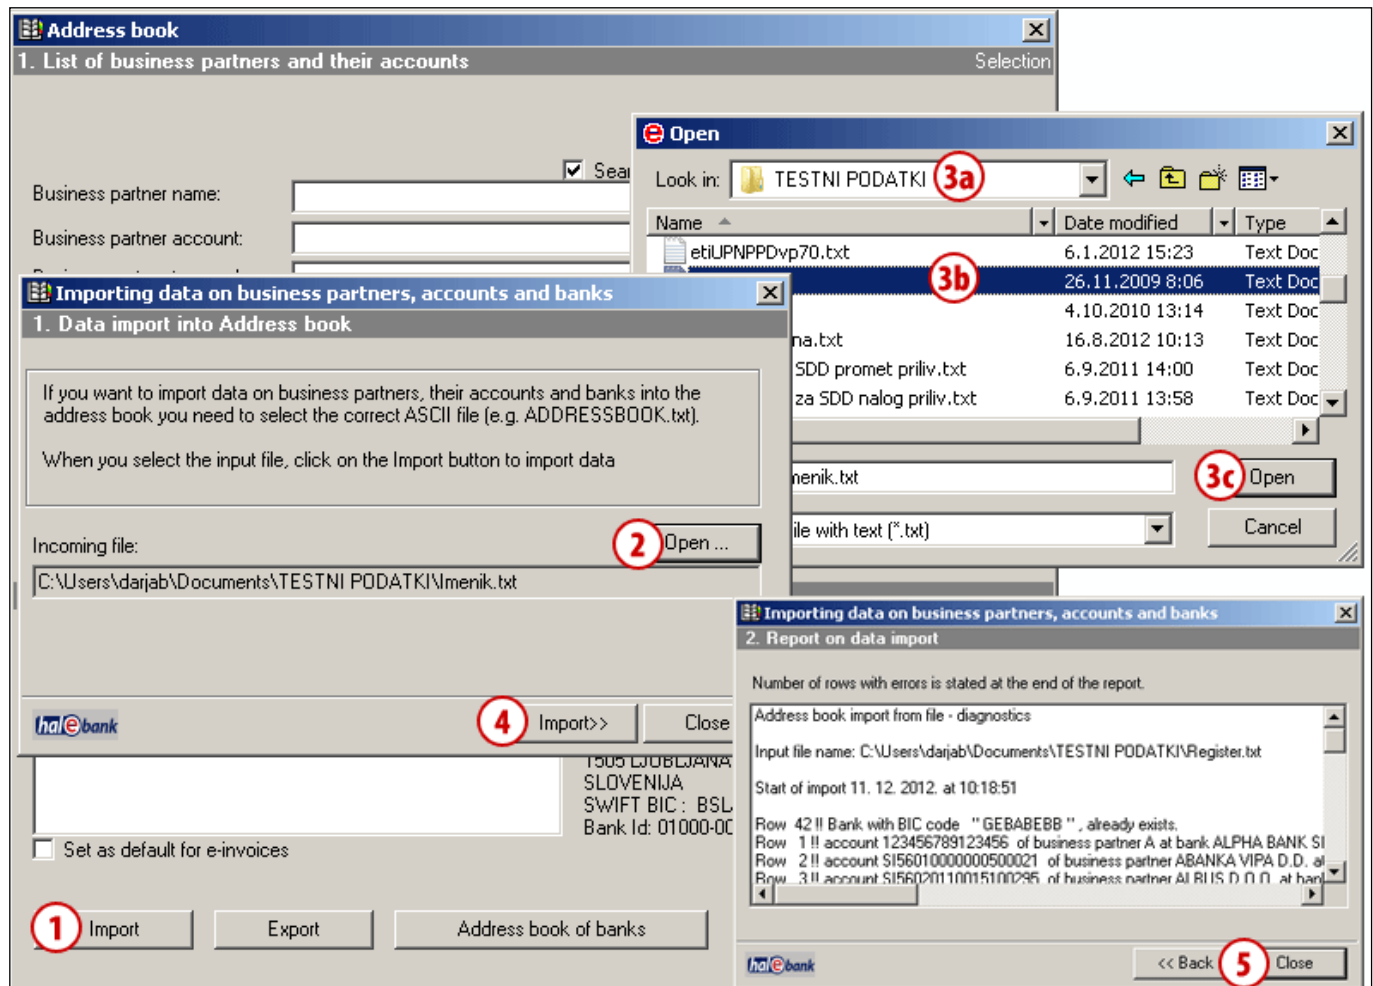 Address book
1. List of business partners and their accounts
Selection
Business partner name:
Business partner account:
Open
Look in:
TESTNI PODATKI
3a
Name
Date modified
Type
etiUPNPPDvp70.txt 6.1.2012 15:23 Text Doc
3b 26.11.2009 8:06 Text Doc
4.10.2010 13:14 Text Doc
na.txt 16.8.2012 10:13 Text Doc
SDD promet priliv.txt 6.9.2011 14:00 Text Doc
za SDD nalog priliv.txt 6.9.2011 13:58 Text Doc
menik.txt
3c
Open
ile with text (*.txt)
Cancel
Importing data on business partners, accounts and banks
1. Data import into Address book
If you want to import data on business partners, their accounts and banks into the
address book you need to select the correct ASCII file (e.g. ADDRESSBOOK.txt).
When you select the input file, click on the Import button to import data
2
Open ...
Incoming file:
C:\Users\darjab\Documents\TESTNI PODATKI\Imenik.txt
halebank
4
Import>>
Close
1505 LJUBLJANA
SLOVENIJA
SWIFT BIC :
Bank Id: 01000-00
Set as default for e-invoices
1
Import
Export
Address book of banks
Importing data on business partners, accounts and banks
2. Report on data import
Number of rows with errors is stated at the end of the report.
Address book import from file - diagnostics
Input file name: C:\Users\darjab\Documents\TESTNI PODATKI\Register.txt
Start of import 11. 12. 2012. at 10:18:51
Row 42 !! Bank with BIC code " GEBABEBB " , already exists.
Row 1 !! account 123456789123456 of business partner A at bank ALPHA BANK SI
Row 2 !! account SI56010000000500021 of business partner ABANKA VIPA D.D. at
Row 3 !! account SI56020110015100295 of business partner ALBUS D.O.O. at bank
halebank
<< Back
5
Close